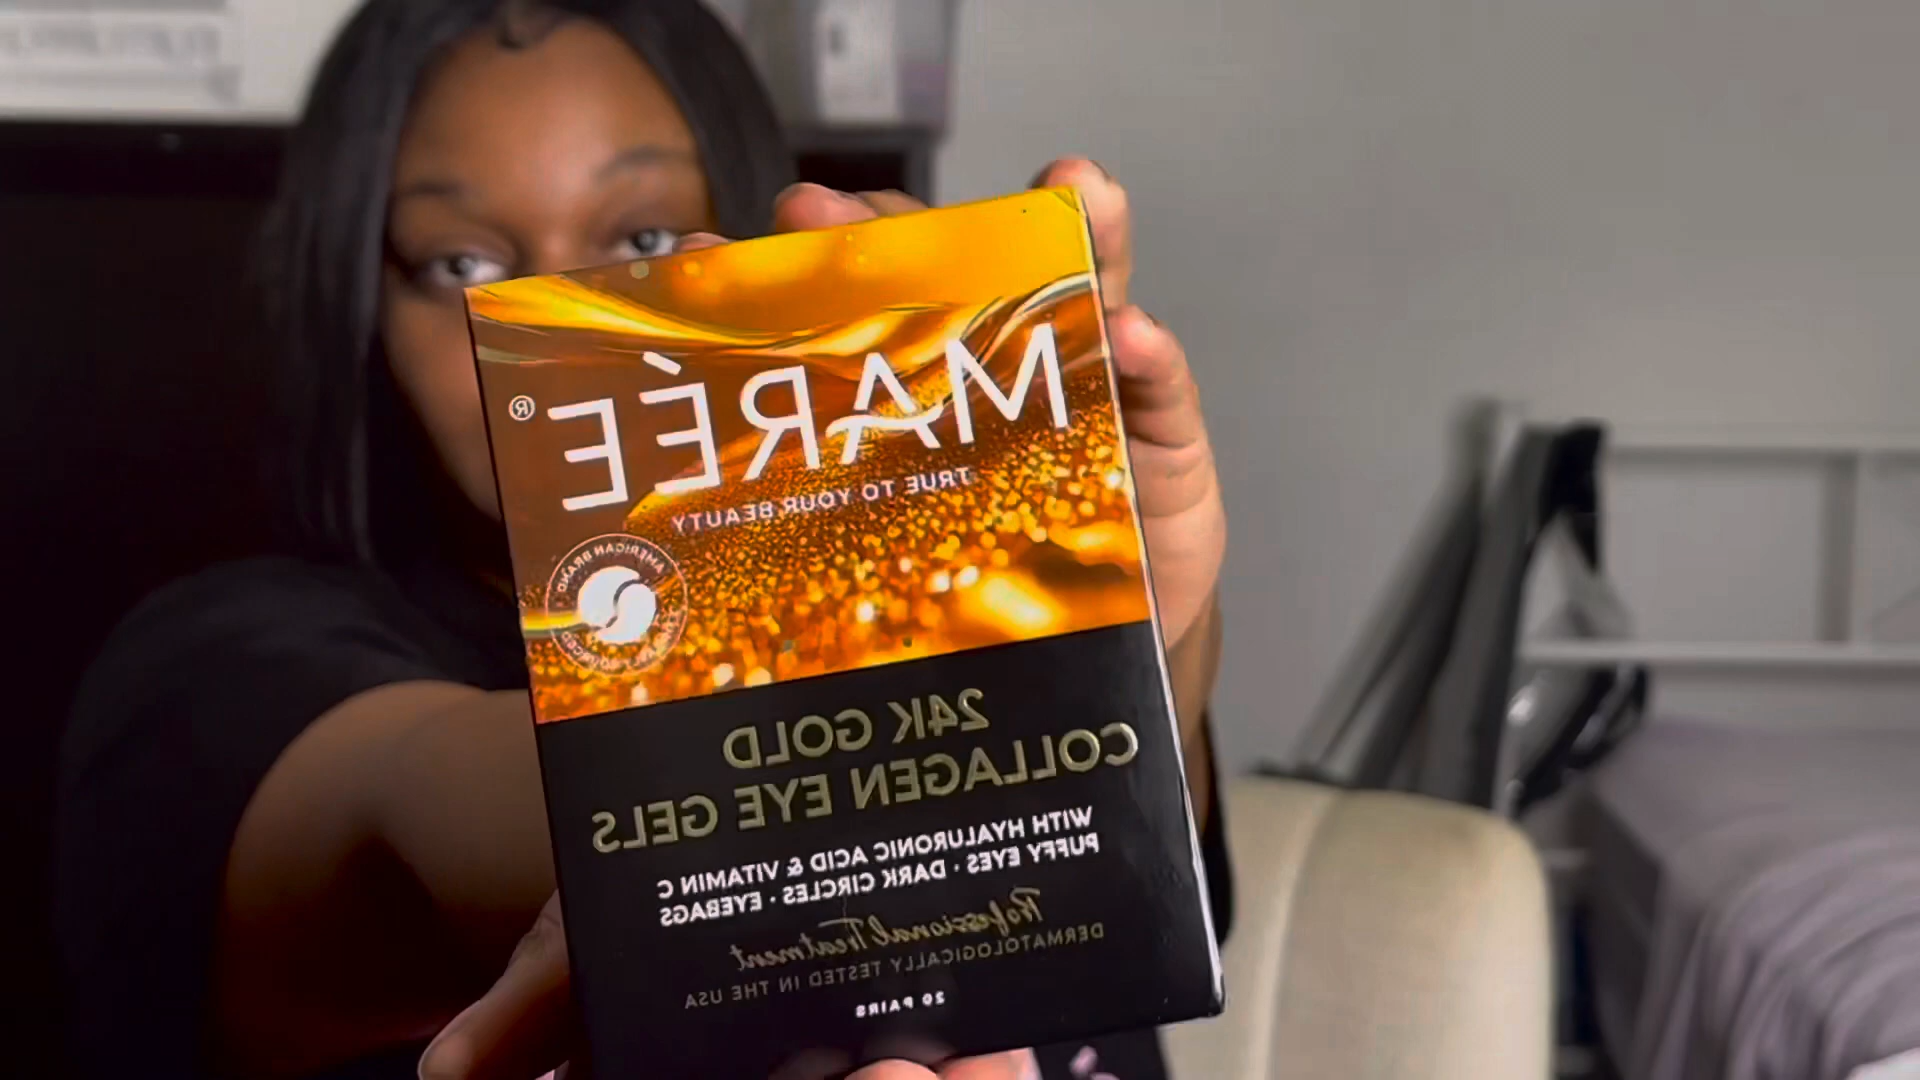 MARÉE®
TRUE TO YOUR BEAUTY
AMERICAN BRAND
24K GOLD
COLLAGEN EYE GELS
WITH HYALURONIC ACID & VITAMIN C
PUFFY EYES · DARK CIRCLES · EYEBAGS
Professional Treatment
DERMATOLOGICALLY TESTED IN THE USA
20 PAIRS